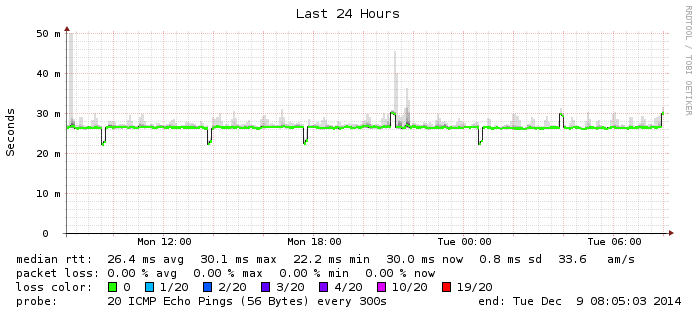 Last 24 Hours
RRDTOOL / TOBI OETIKER
Seconds
50 m
40 m
30 m
20 m
10 m
0
Mon 12:00 Mon 18:00 Tue 00:00 Tue 06:00
median rtt: 26.4 ms avg 30.1 ms max 22.2 ms min 30.0 ms now 0.8 ms sd 33.6 am/s
packet loss: 0.00 % avg 0.00 % max 0.00 % min 0.00 % now
loss color: 0 1/20 2/20 3/20 4/20 10/20 19/20
probe: 20 ICMP Echo Pings (56 Bytes) every 300s end: Tue Dec 9 08:05:03 2014